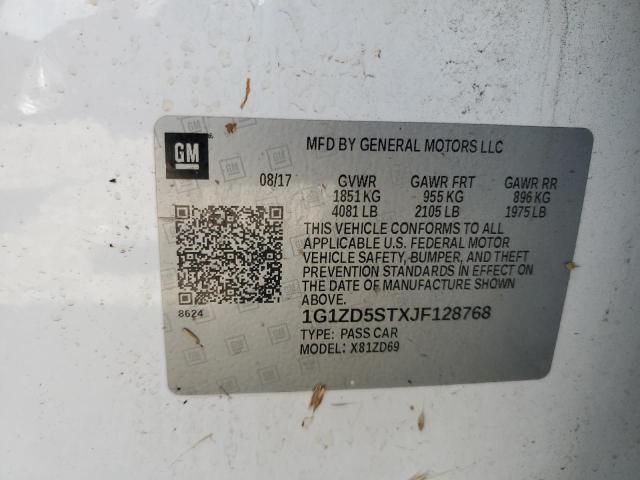 GM
MFD BY GENERAL MOTORS LLC
08/17 GVWR GAWR FRT GAWR RR
1851 KG 955 KG 896 KG
4081 LB 2105 LB 1975 LB
THIS VEHICLE CONFORMS TO ALL
APPLICABLE U.S. FEDERAL MOTOR
VEHICLE SAFETY, BUMPER, AND THEFT
PREVENTION STANDARDS IN EFFECT ON
THE DATE OF MANUFACTURE SHOWN
ABOVE.
8624
1G1ZD5STXJF128768
TYPE: PASS CAR
MODEL: X81ZD69